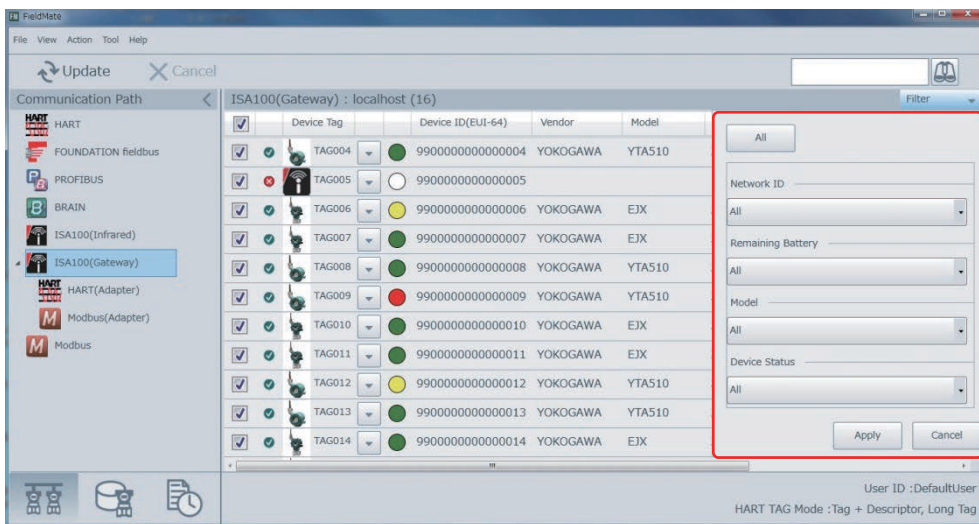 FieldMate
File View Action Tool Help
Update Cancel
Communication Path
HART HART
FOUNDATION fieldbus
PROFIBUS
BRAIN
ISA100(Infrared)
ISA100(Gateway)
HART HART(Adapter)
M Modbus(Adapter)
M Modbus
ISA100(Gateway) : localhost (16)
Filter
Device Tag Device ID(EUI-64) Vendor Model
TAG004 9900000000000004 YOKOGAWA YTA510
TAG005 9900000000000005
TAG006 9900000000000006 YOKOGAWA EJX
TAG007 9900000000000007 YOKOGAWA EJX
TAG008 9900000000000008 YOKOGAWA YTA510
TAG009 9900000000000009 YOKOGAWA YTA510
TAG010 9900000000000010 YOKOGAWA EJX
TAG011 9900000000000011 YOKOGAWA EJX
TAG012 9900000000000012 YOKOGAWA YTA510
TAG013 9900000000000013 YOKOGAWA YTA510
TAG014 9900000000000014 YOKOGAWA EJX
All
Network ID
All
Remaining Battery
All
Model
All
Device Status
All
Apply Cancel
User ID :DefaultUser
HART TAG Mode :Tag + Descriptor, Long Tag